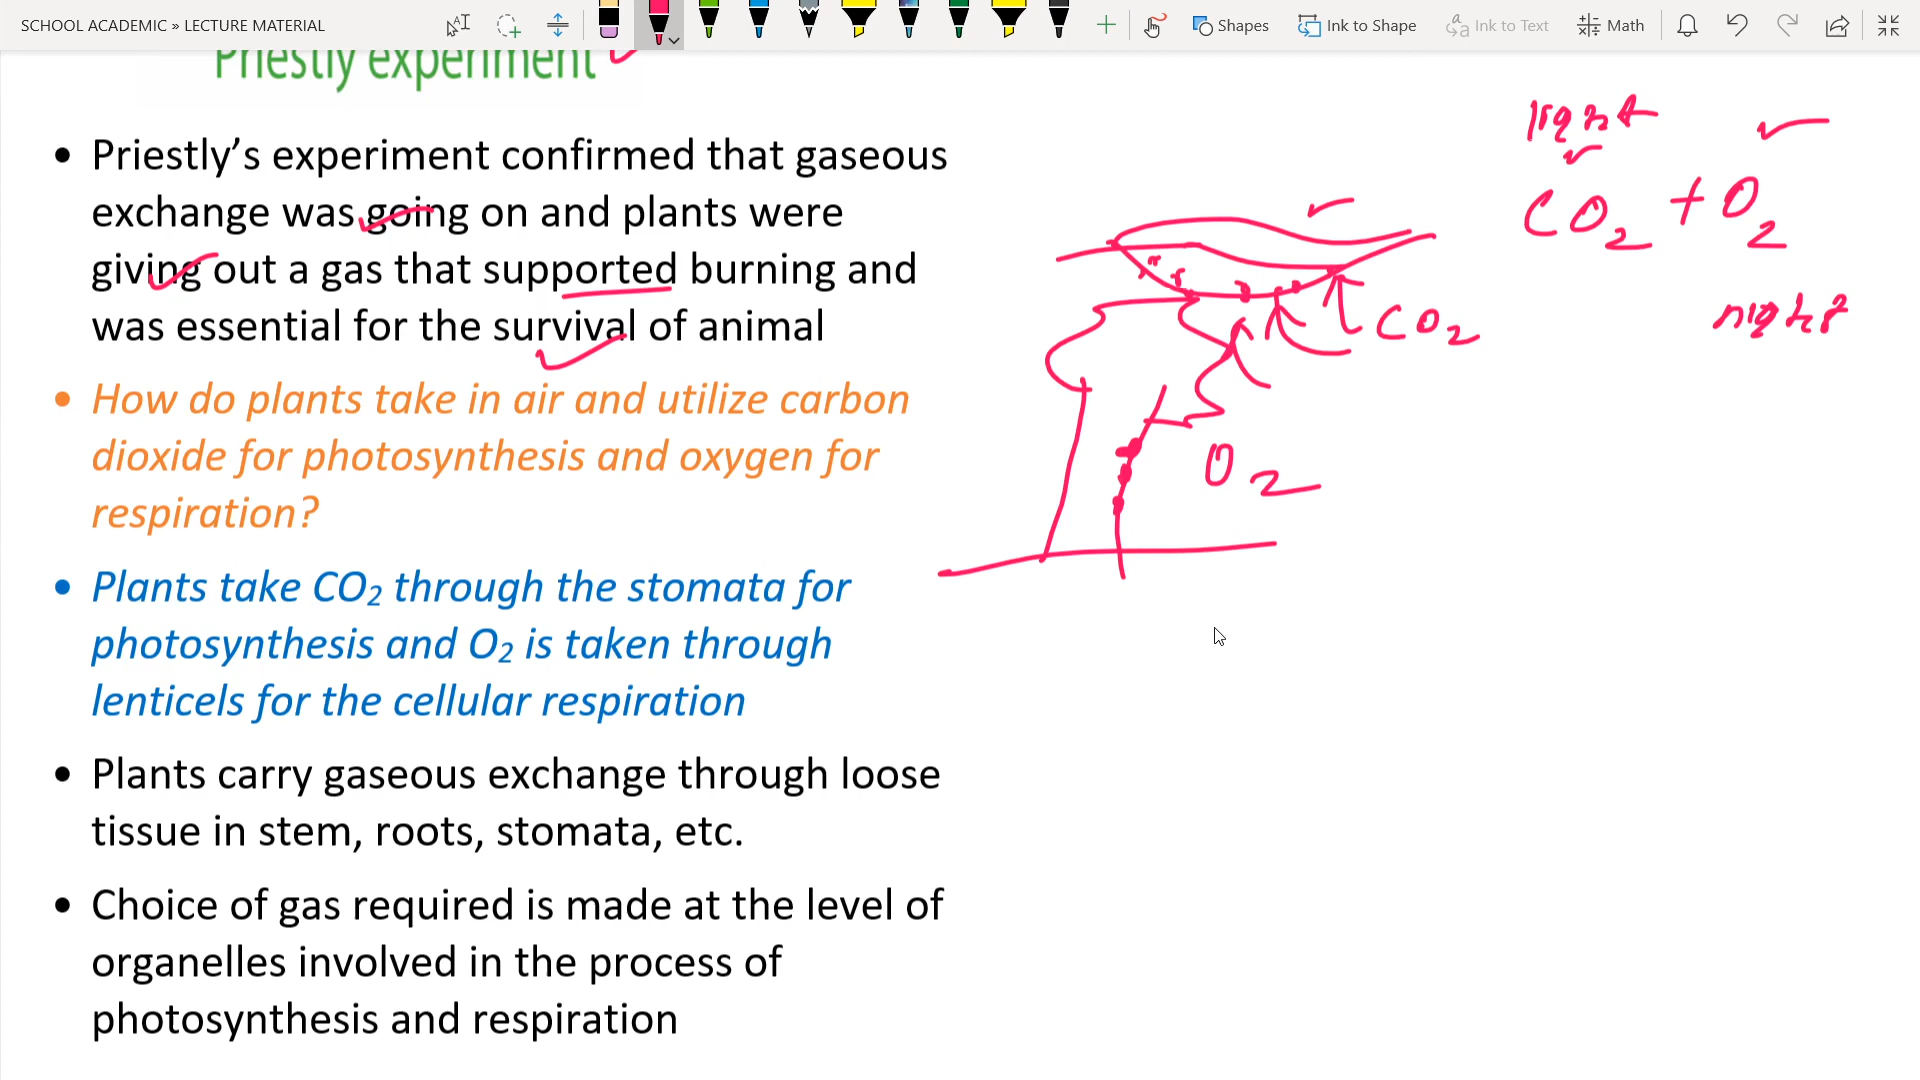 SCHOOL ACADEMIC » LECTURE MATERIAL
Shapes
Ink to Shape
Ink to Text
Math
Priestly experiment
• Priestly’s experiment confirmed that gaseous
exchange was going on and plants were
giving out a gas that supported burning and
was essential for the survival of animal
• How do plants take in air and utilize carbon
dioxide for photosynthesis and oxygen for
respiration?
• Plants take CO₂ through the stomata for
photosynthesis and O₂ is taken through
lenticels for the cellular respiration
• Plants carry gaseous exchange through loose
tissue in stem, roots, stomata, etc.
• Choice of gas required is made at the level of
organelles involved in the process of
photosynthesis and respiration
light
CO₂ + O₂
night
CO₂
O₂